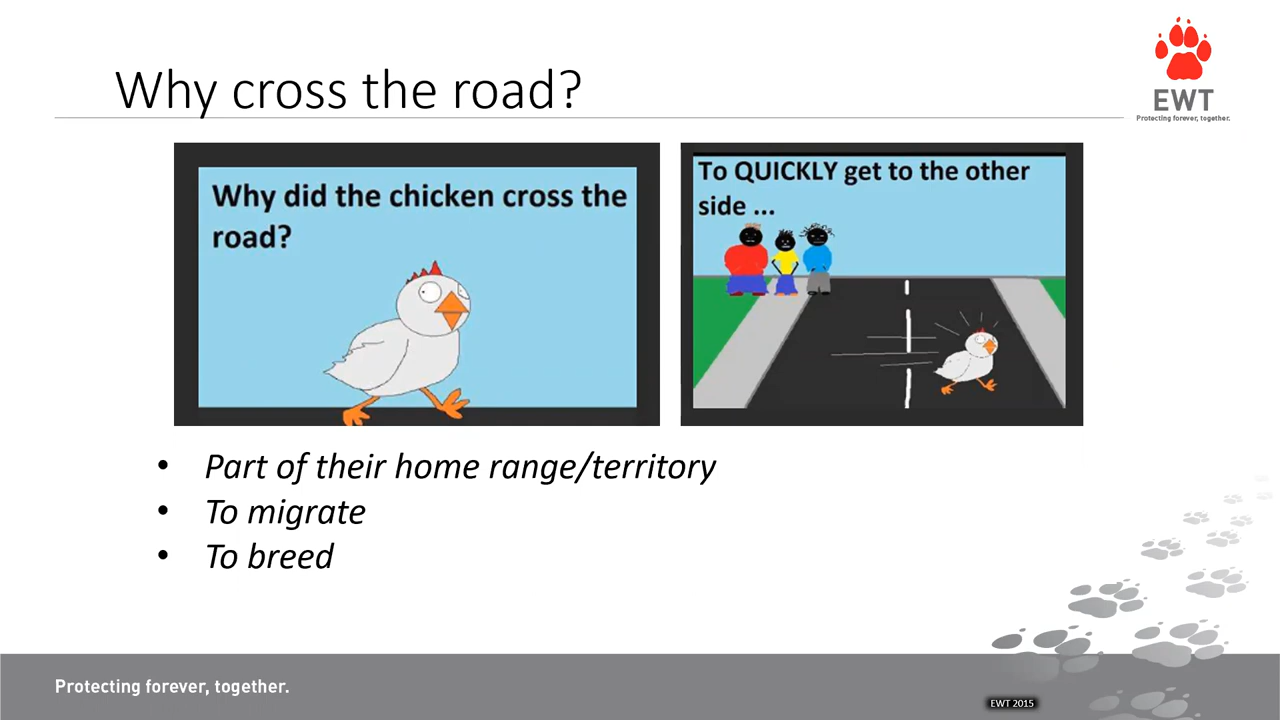 Why cross the road?
EWT
Protecting forever, together.
Why did the chicken cross the
road?
To QUICKLY get to the other
side ...
• Part of their home range/territory
• To migrate
• To breed
Protecting forever, together.
EWT 2015